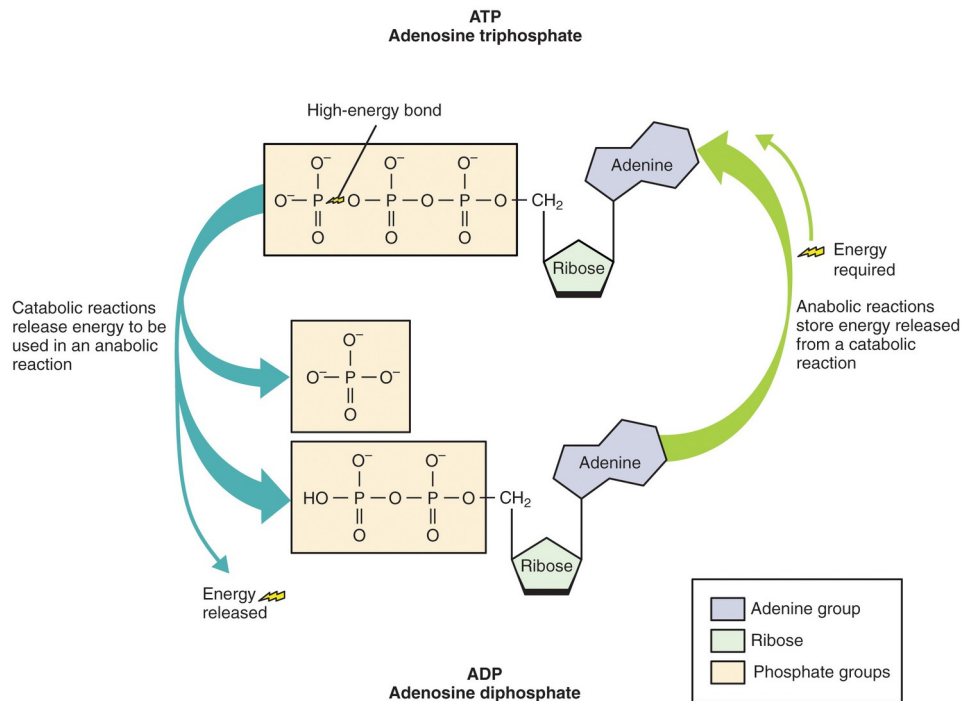 ATP
Adenosine triphosphate
High-energy bond
O⁻ O⁻ O⁻
O⁻ — P O — P — O — P — O — CH₂
O O O
Adenine
Ribose
Energy
required
Catabolic reactions
release energy to be
used in an anabolic
reaction
Anabolic reactions
store energy released
from a catabolic
reaction
O⁻
O⁻ — P — O⁻
O
O⁻ O⁻
HO — P — O — P — O — CH₂
O O
Adenine
Ribose
Energy
released
Adenine group
Ribose
Phosphate groups
ADP
Adenosine diphosphate